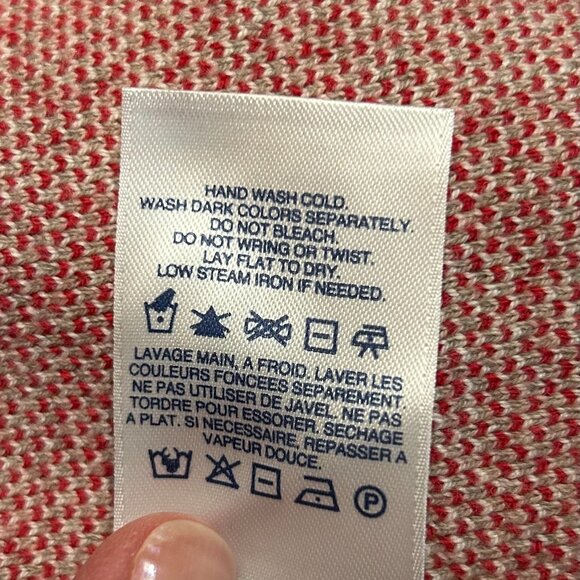 HAND WASH COLD.
WASH DARK COLORS SEPARATELY.
DO NOT BLEACH.
DO NOT WRING OR TWIST.
LAY FLAT TO DRY.
LOW STEAM IRON IF NEEDED.
LAVAGE MAIN, A FROID. LAVER LES
COULEURS FONCEES SEPAREMENT
NE PAS UTILISER DE JAVEL. NE PAS
TORDRE POUR ESSORER. SECHAGE
A PLAT. SI NECESSAIRE, REPASSER A
VAPEUR DOUCE.
P